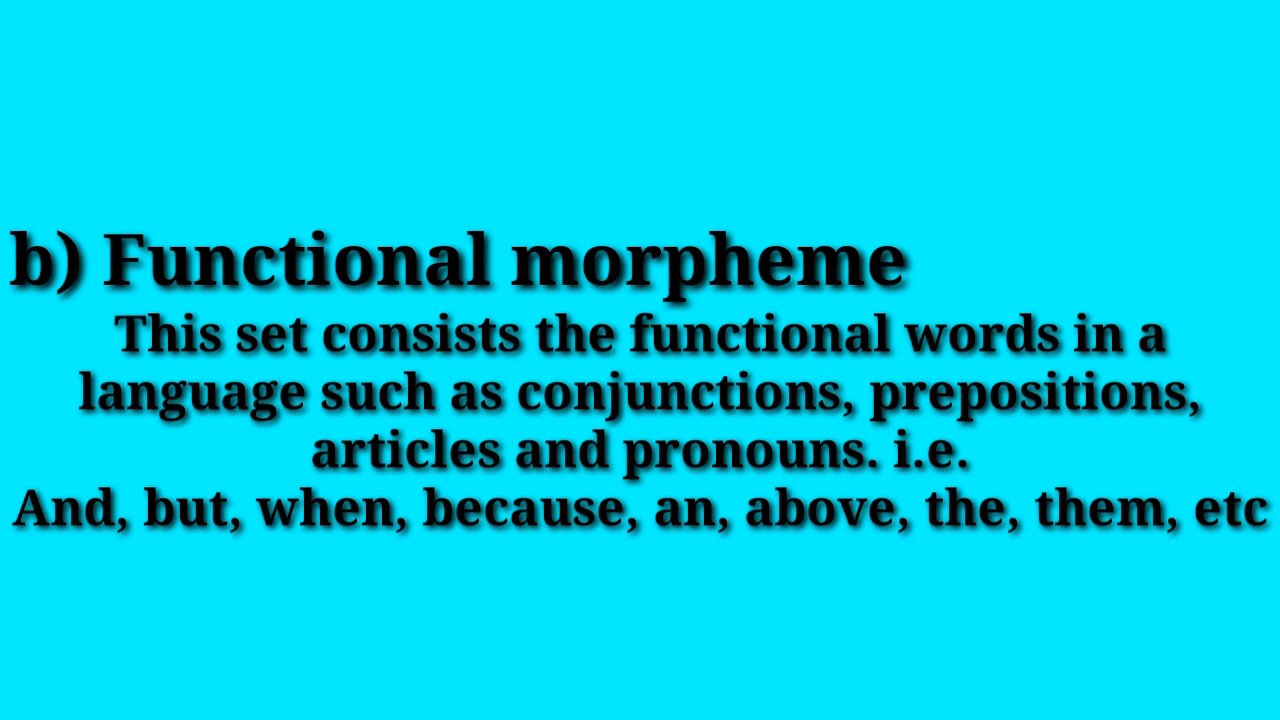 b) Functional morpheme
This set consists the functional words in a
language such as conjunctions, prepositions,
articles and pronouns. i.e.
And, but, when, because, an, above, the, them, etc